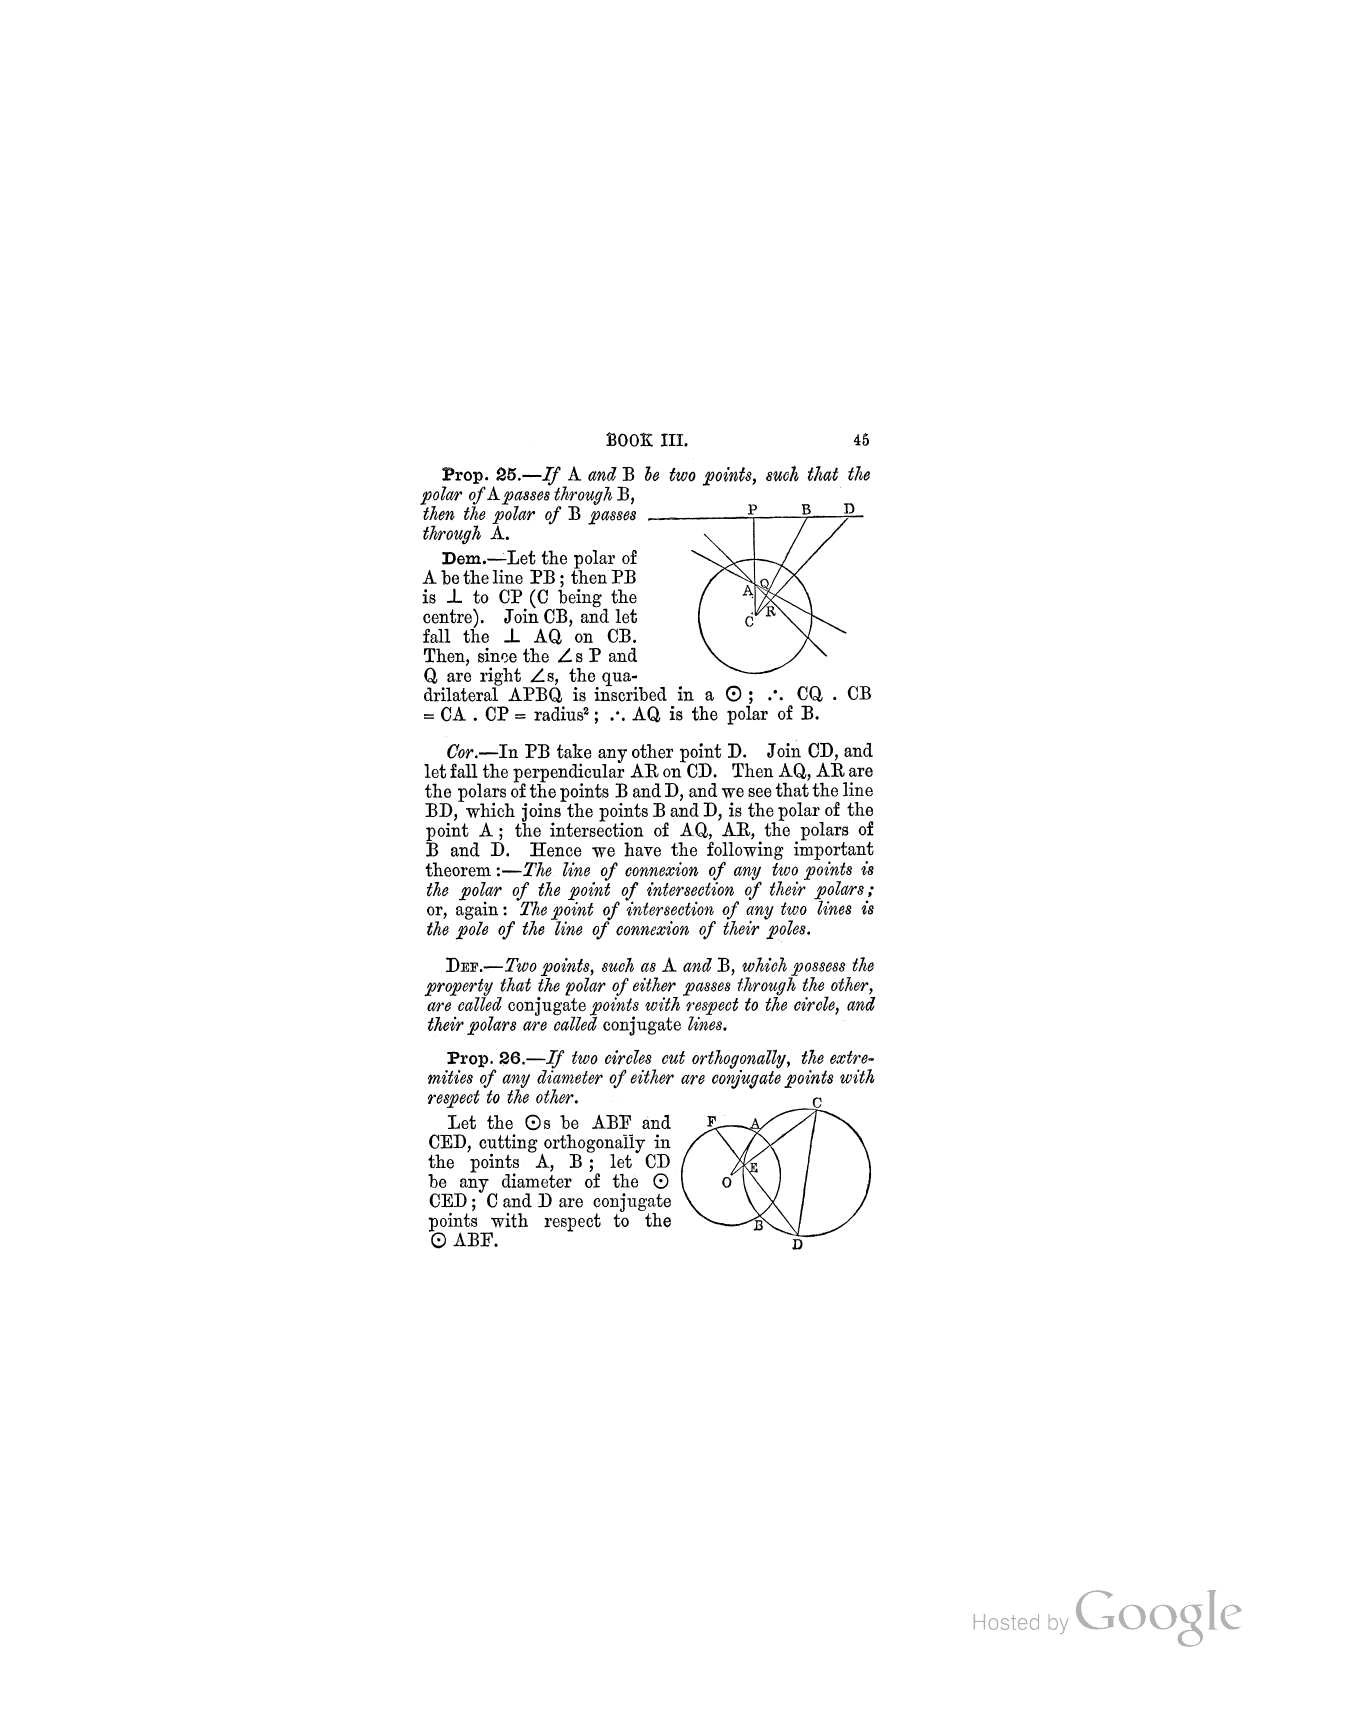 BOOK III. 45
Prop. 25.—If A and B be two points, such that the
polar of A passes through B,
then the polar of B passes
through A.
P B D
A Q
C R
Dem.—Let the polar of
A be the line PB; then PB
is ⊥ to CP (C being the
centre). Join CB, and let
fall the ⊥ AQ on CB.
Then, since the ∠s P and
Q are right ∠s, the qua-
drilateral APBQ is inscribed in a ⊙; ∴ CQ . CB
= CA . CP = radius²; ∴ AQ is the polar of B.
Cor.—In PB take any other point D. Join CD, and
let fall the perpendicular AR on CD. Then AQ, AR are
the polars of the points B and D, and we see that the line
BD, which joins the points B and D, is the polar of the
point A; the intersection of AQ, AR, the polars of
B and D. Hence we have the following important
theorem:—The line of connexion of any two points is
the polar of the point of intersection of their polars;
or, again: The point of intersection of any two lines is
the pole of the line of connexion of their poles.
DEF.—Two points, such as A and B, which possess the
property that the polar of either passes through the other,
are called conjugate points with respect to the circle, and
their polars are called conjugate lines.
Prop. 26.—If two circles cut orthogonally, the extre-
mities of any diameter of either are conjugate points with
respect to the other.
Let the ⊙s be ABF and
CED, cutting orthogonally in
the points A, B; let CD
be any diameter of the ⊙
CED; C and D are conjugate
points with respect to the
⊙ ABF.
C
F A
E
O
B
D
Hosted by Google